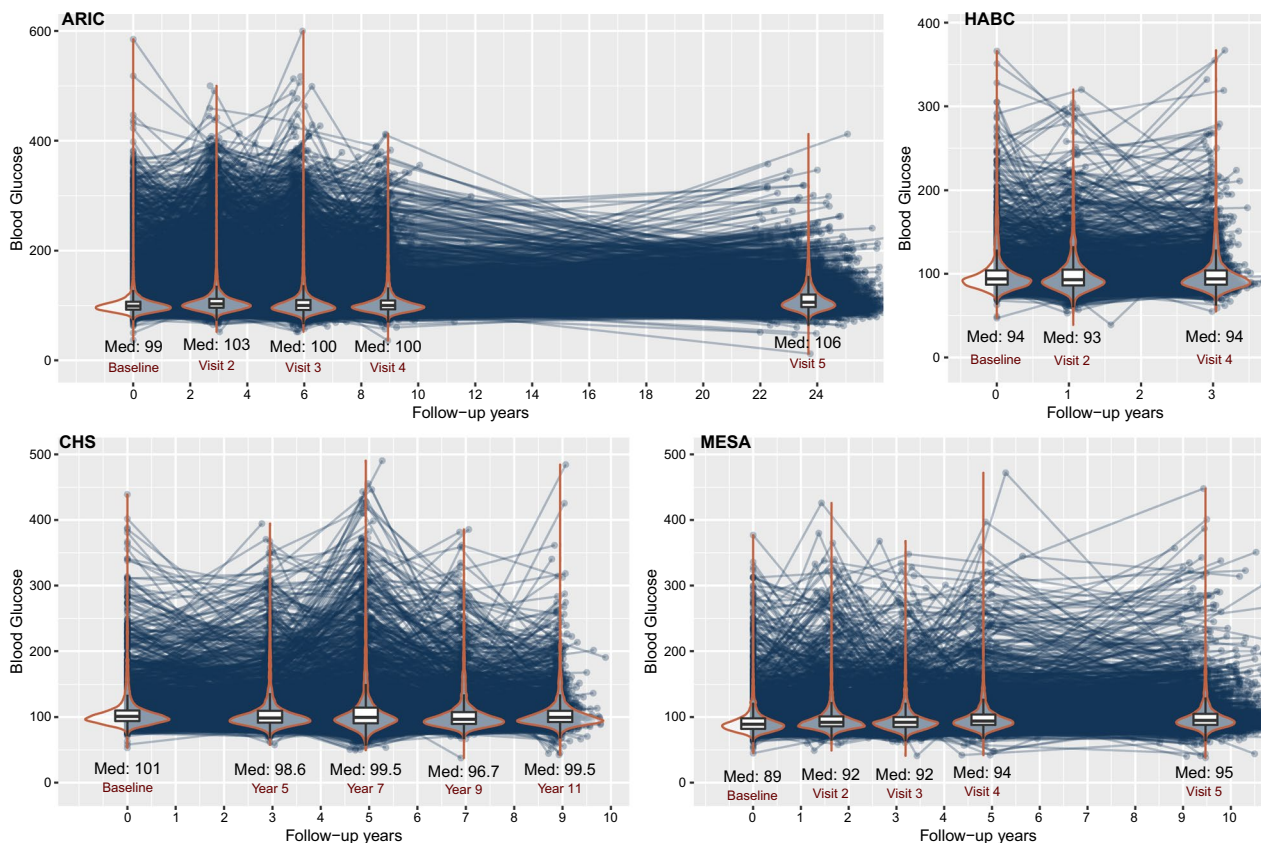 ARIC
Blood Glucose
600
400
200
0
Med: 99
Baseline
Med: 103
Visit 2
Med: 100
Visit 3
Med: 100
Visit 4
Med: 106
Visit 5
0 2 4 6 8 10 12 14 16 18 20 22 24
Follow-up years
HABC
Blood Glucose
400
300
200
100
0
Med: 94
Baseline
Med: 93
Visit 2
Med: 94
Visit 4
0 1 2 3
Follow-up years
CHS
Blood Glucose
500
400
300
200
100
0
Med: 101
Baseline
Med: 98.6
Year 5
Med: 99.5
Year 7
Med: 96.7
Year 9
Med: 99.5
Year 11
0 1 2 3 4 5 6 7 8 9 10
Follow-up years
MESA
Blood Glucose
500
400
300
200
100
0
Med: 89
Baseline
Med: 92
Visit 2
Med: 92
Visit 3
Med: 94
Visit 4
Med: 95
Visit 5
0 1 2 3 4 5 6 7 8 9 10
Follow-up years